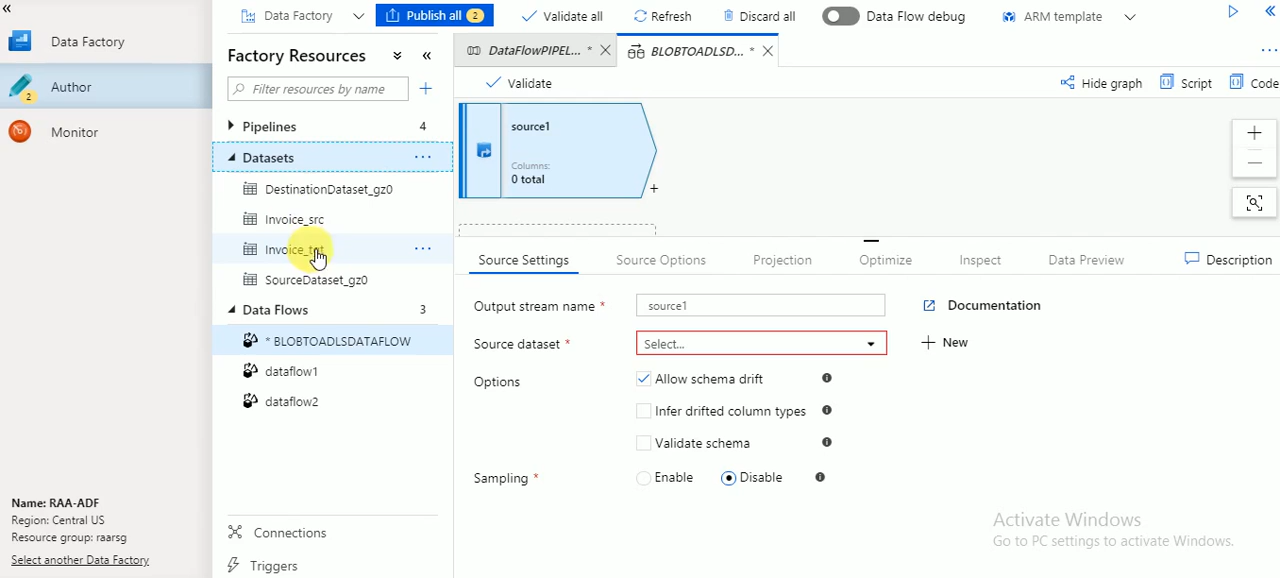 «
Data Factory
Author
2
Monitor
Name: RAA-ADF
Region: Central US
Resource group: raarsg
Select another Data Factory
Data Factory
Publish all 2
Validate all
Refresh
Discard all
Data Flow debug
ARM template
«
Factory Resources
«
Filter resources by name
+
Pipelines 4
Datasets ...
DestinationDataset_gz0
Invoice_src
Invoice_tgt ...
SourceDataset_gz0
Data Flows 3
* BLOBTOADLSDATAFLOW
dataflow1
dataflow2
Connections
Triggers
DataFlowPIPEL... *
BLOBTOADLSD... *
...
Validate
Hide graph
Script
Code
source1
Columns:
0 total
+
Source Settings
Source Options
Projection
Optimize
Inspect
Data Preview
Description
Output stream name *
source1
Documentation
Source dataset *
Select...
+ New
Options
Allow schema drift
Infer drifted column types
Validate schema
Sampling *
Enable
Disable
Activate Windows
Go to PC settings to activate Windows.